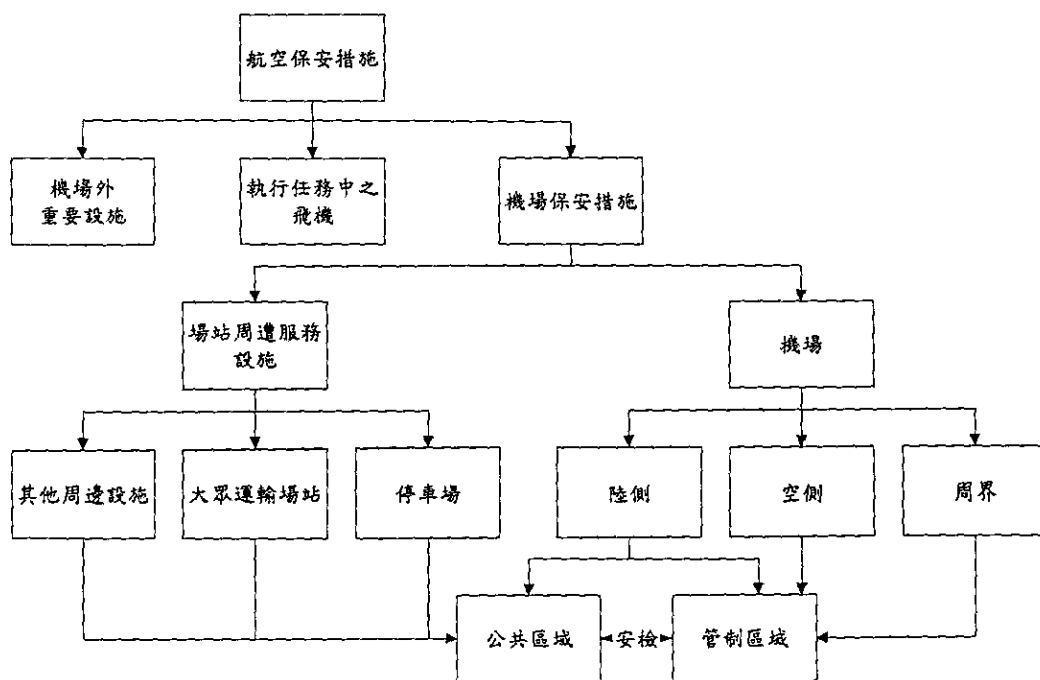 航空保安措施
機場外
重要設施
執行任務中之
飛機
機場保安措施
場站周遭服務
設施
機場
其他周邊設施
大眾運輸場站
停車場
陸側
空側
周界
公共區域
安檢
管制區域